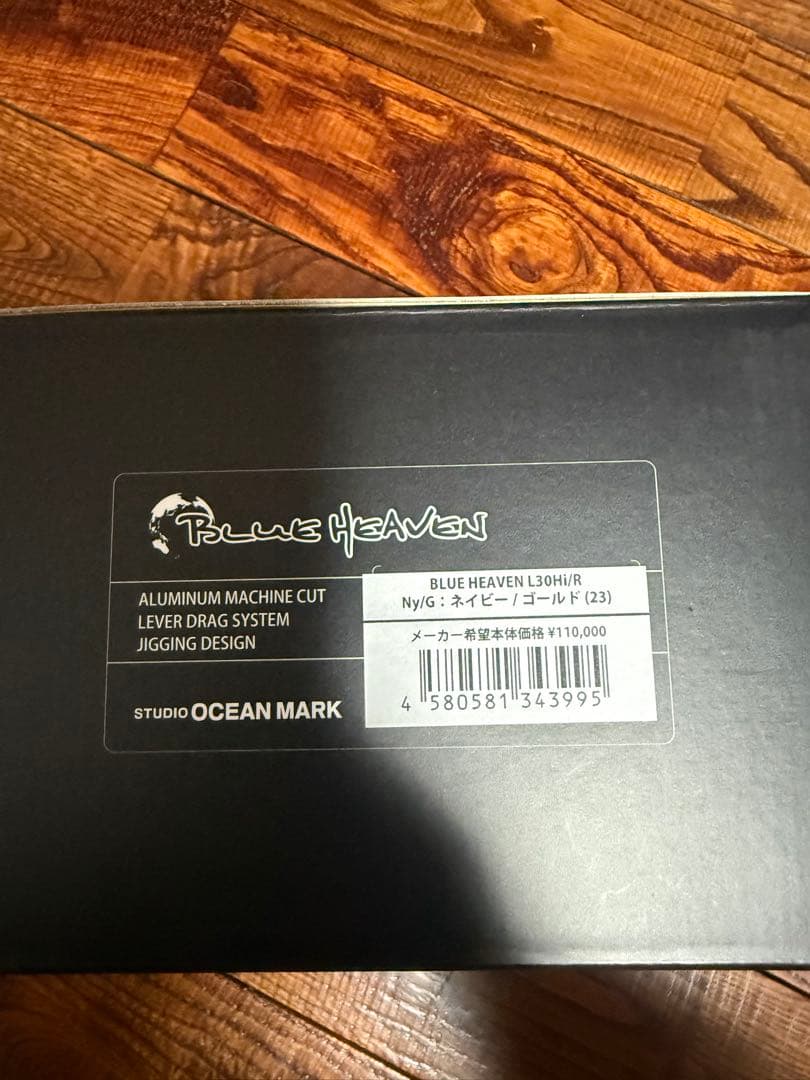 BLUE HEAVEN
ALUMINUM MACHINE CUT
LEVER DRAG SYSTEM
JIGGING DESIGN
STUDIO OCEAN MARK
BLUE HEAVEN L30Hi/R
Ny/G：ネイビー / ゴールド (23)
メーカー希望本体価格 ¥110,000
4 580581 343995